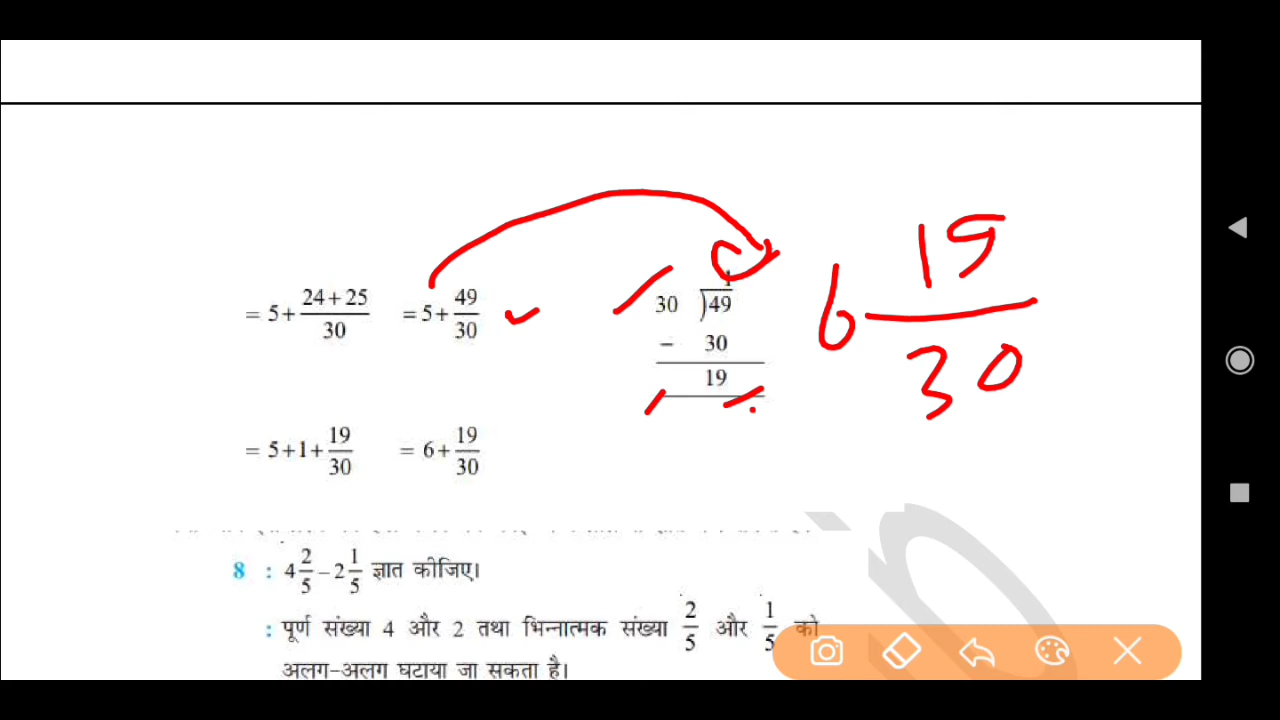 = 5+ 24+25/30 = 5+ 49/30
30 )49 1
− 30
19
6 19/30
= 5+1+ 19/30 = 6+ 19/30
8 : 4 2/5 − 2 1/5 ज्ञात कीजिए।
: पूर्ण संख्या 4 और 2 तथा भिन्नात्मक संख्या 2/5 और 1/5 को
अलग-अलग घटाया जा सकता है।